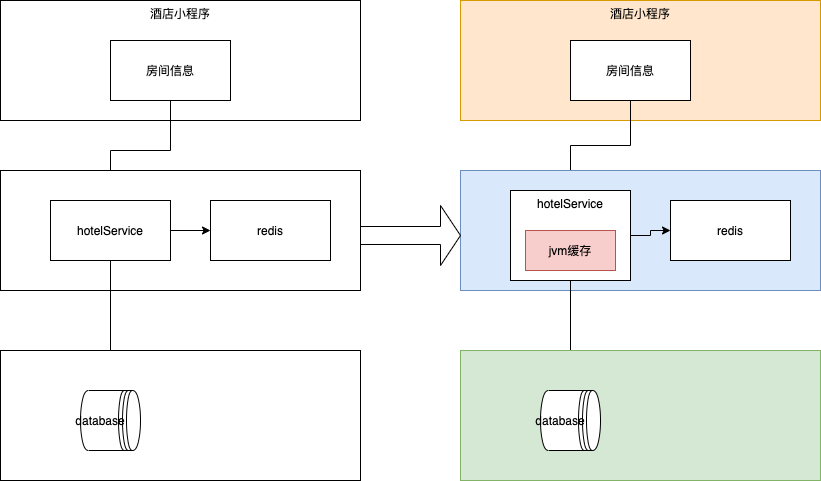 酒店小程序
房间信息
hotelService
redis
database
酒店小程序
房间信息
hotelService
jvm缓存
redis
database